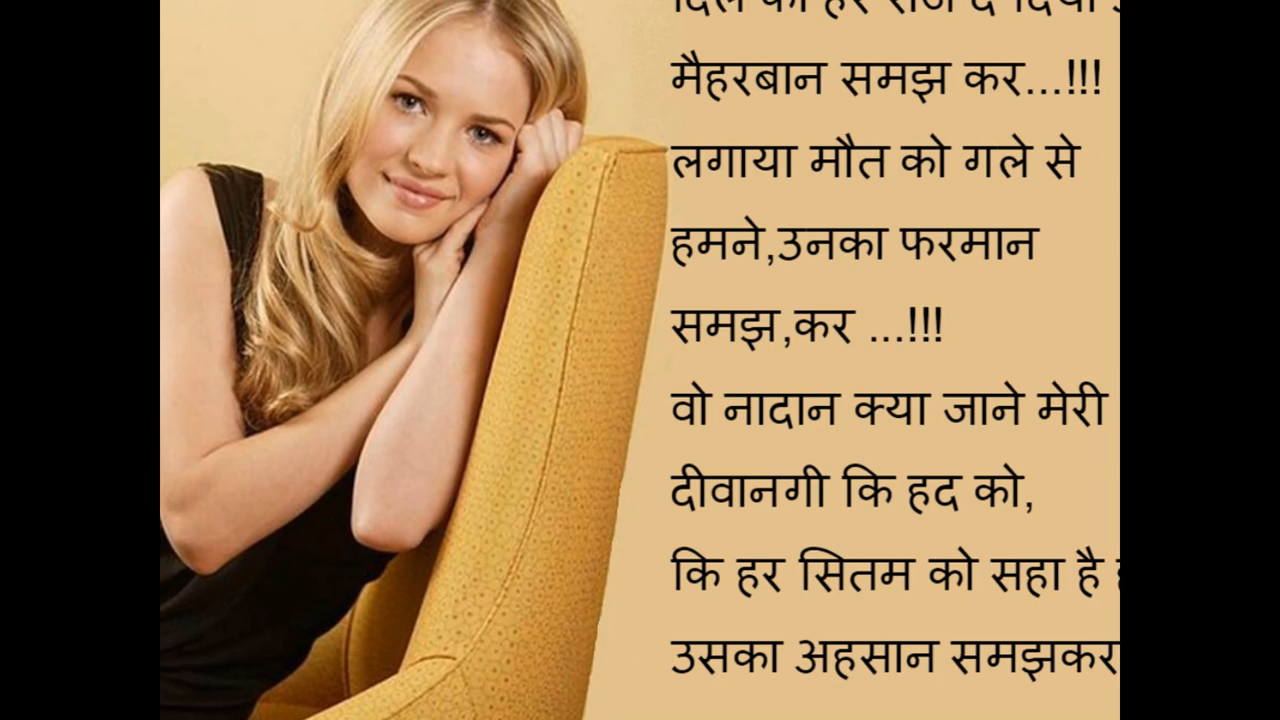 मैहरबान समझ कर...!!!
लगाया मौत को गले से
हमने,उनका फरमान
समझ,कर ...!!!
वो नादान क्या जाने मेरी
दीवानगी कि हद को,
कि हर सितम को सहा है
उसका अहसान समझकर